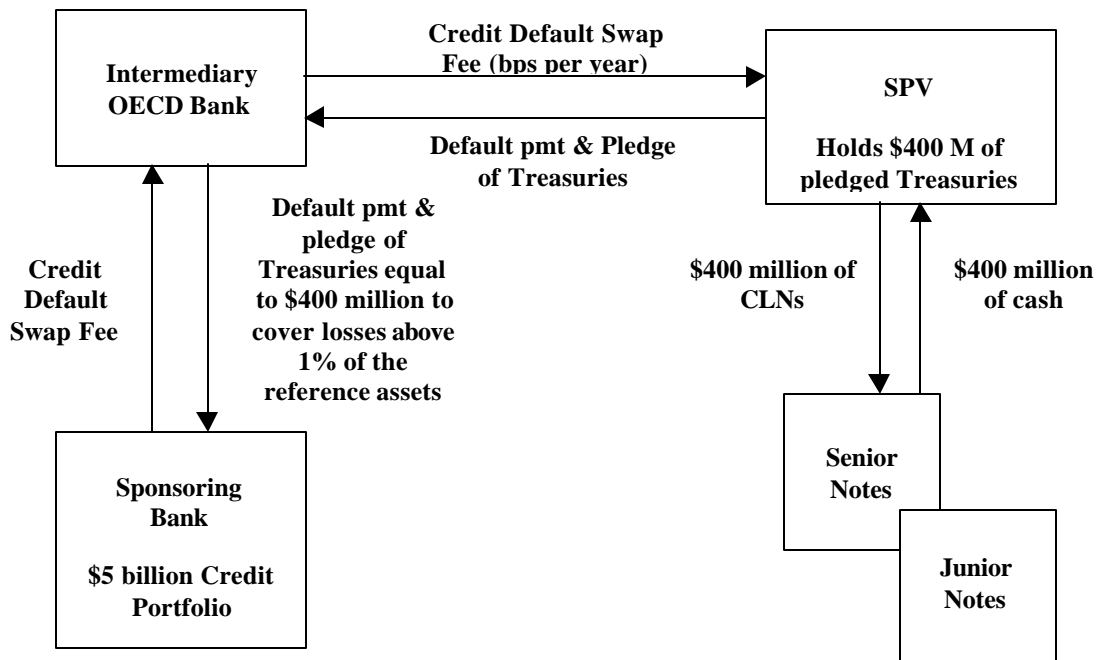 Intermediary
OECD Bank
Credit Default Swap
Fee (bps per year)
Default pmt & Pledge
of Treasuries
SPV
Holds $400 M of
pledged Treasuries
Credit
Default
Swap Fee
Default pmt &
pledge of
Treasuries equal
to $400 million to
cover losses above
1% of the
reference assets
$400 million of
CLNs
$400 million
of cash
Sponsoring
Bank
$5 billion Credit
Portfolio
Senior
Notes
Junior
Notes